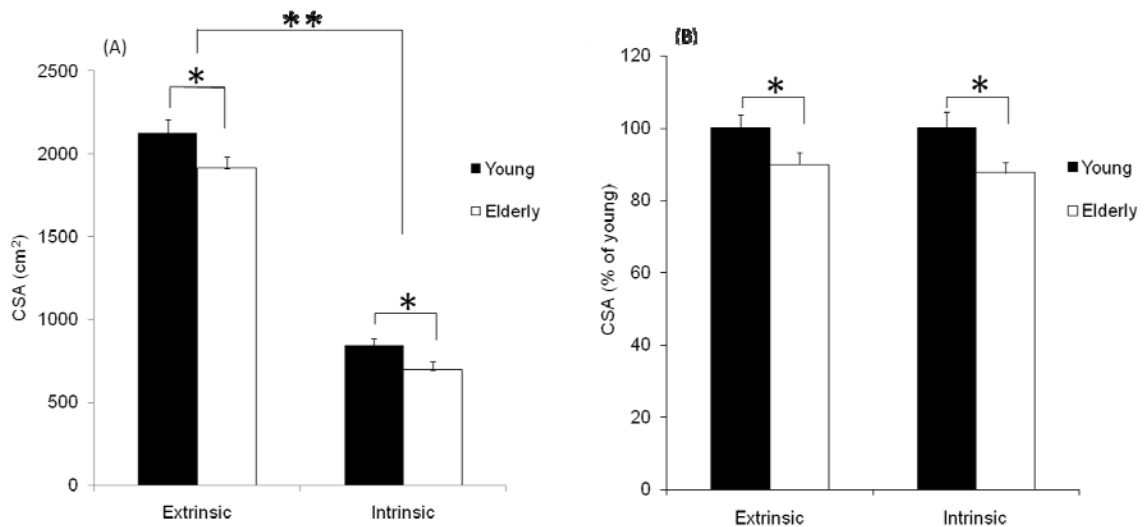 (A)
**
2500
2000
1500
1000
500
0
CSA (cm²)
*
*
Extrinsic
Intrinsic
Young
Elderly
(B)
120
100
80
60
40
20
0
CSA (% of young)
*
*
Extrinsic
Intrinsic
Young
Elderly